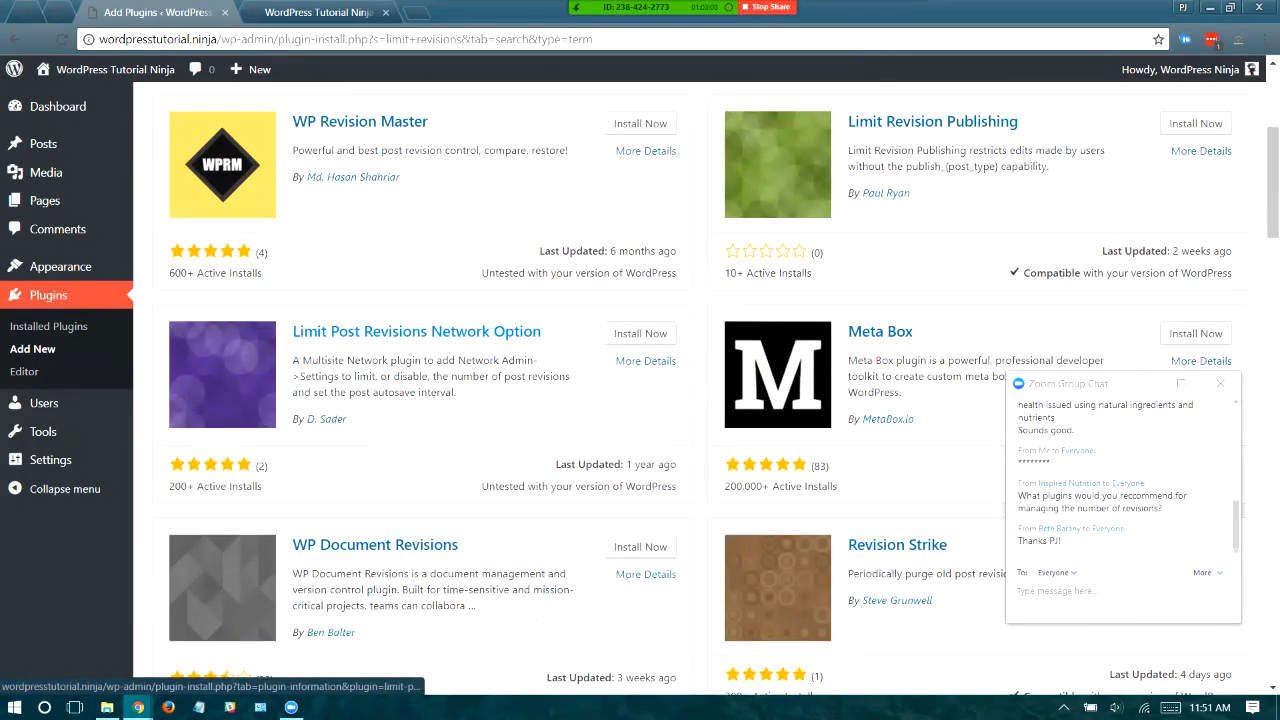 Add Plugins ‹ WordPress
WordPress Tutorial Ninja
ID: 238-424-2773
01:03:03
Stop Share
PJ
wordpresstutorial.ninja/wp-admin/plugin-install.php?s=limit+revisions&tab=search&type=term
WordPress Tutorial Ninja
0
New
Howdy, WordPress Ninja
Dashboard
Posts
Media
Pages
Comments
Appearance
Plugins
Installed Plugins
Add New
Editor
Users
Tools
Settings
Collapse menu
WPRM
WP Revision Master
Install Now
Powerful and best post revision control, compare, restore!
More Details
By Md. Hasan Shahriar
(4)
Last Updated: 6 months ago
600+ Active Installs
Untested with your version of WordPress
Limit Revision Publishing
Install Now
Limit Revision Publishing restricts edits made by users
More Details
without the publish_{post_type} capability.
By Paul Ryan
(0)
Last Updated: 2 weeks ago
10+ Active Installs
Compatible with your version of WordPress
Limit Post Revisions Network Option
Install Now
A Multisite Network plugin to add Network Admin-
More Details
>Settings to limit, or disable, the number of post revisions
and set the post autosave interval.
By D. Sader
(2)
Last Updated: 1 year ago
200+ Active Installs
Untested with your version of WordPress
M
Meta Box
Install Now
Meta Box plugin is a powerful, professional developer
More Details
toolkit to create custom meta bo
WordPress.
By MetaBox.io
(83)
200,000+ Active Installs
WP Document Revisions
Install Now
WP Document Revisions is a document management and
More Details
version control plugin. Built for time-sensitive and mission-
critical projects, teams can collabora ...
By Ben Balter
Last Updated: 3 weeks ago
Revision Strike
Periodically purge old post revisi
By Steve Grunwell
(1)
Last Updated: 4 days ago
Zoom Group Chat
health issued using natural ingredients and
nutrients
Sounds good.
From Mr to Everyone:
********
From Inspired Nutrition to Everyone:
What plugins would you reccommend for
managing the number of revisions?
From Beth Barany to Everyone:
Thanks PJ!
To: Everyone
More
Type message here...
wordpresstutorial.ninja/wp-admin/plugin-install.php?tab=plugin-information&plugin=limit-p...
11:51 AM